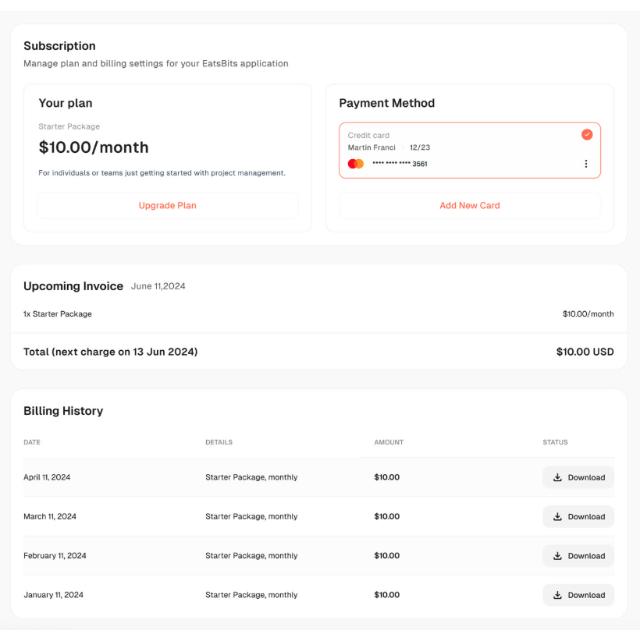 Subscription
Manage plan and billing settings for your EatsBits application
Your plan
Starter Package
$10.00/month
For individuals or teams just getting started with project management.
Upgrade Plan
Payment Method
Credit card
Martin Franci 12/23
**** **** **** 3561
Add New Card
Upcoming Invoice June 11,2024
1x Starter Package $10.00/month
Total (next charge on 13 Jun 2024) $10.00 USD
Billing History
DATE DETAILS AMOUNT STATUS
April 11, 2024 Starter Package, monthly $10.00 Download
March 11, 2024 Starter Package, monthly $10.00 Download
February 11, 2024 Starter Package, monthly $10.00 Download
January 11, 2024 Starter Package, monthly $10.00 Download